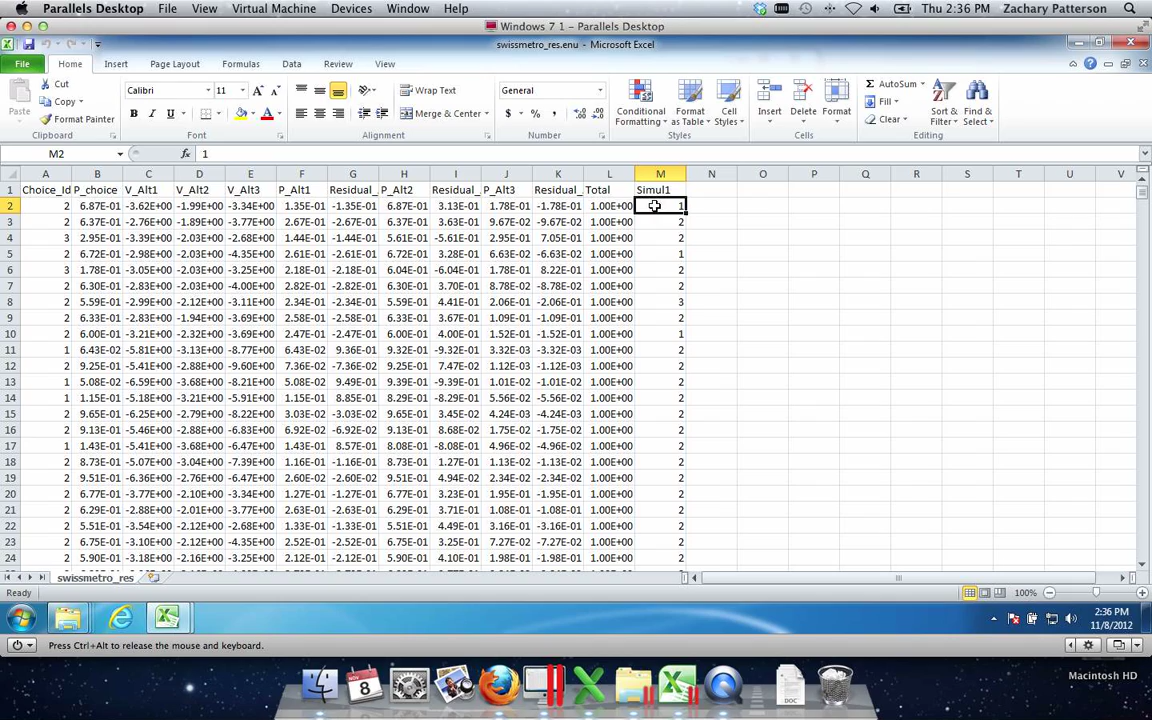 Parallels Desktop File View Virtual Machine Devices Window Help Thu 2:36 PM Zachary Patterson
Windows 7 1 - Parallels Desktop
swissmetro_res.enu - Microsoft Excel
File Home Insert Page Layout Formulas Data Review View
Cut Calibri 11 Wrap Text General AutoSum
Copy Fill
Paste Format Painter Merge & Center Conditional Formatting Format as Table Cell Styles Insert Delete Format Clear Sort & Filter Find & Select
Clipboard Font Alignment Number Styles Cells Editing
M2 fx 1
A B C D E F G H I J K L M N O P Q R S T U V
1 Choice_Id P_choice V_Alt1 V_Alt2 V_Alt3 P_Alt1 Residual_ P_Alt2 Residual_ P_Alt3 Residual_ Total Simul1
2 2 6.87E-01 -3.62E+00 -1.99E+00 -3.34E+00 1.35E-01 -1.35E-01 6.87E-01 3.13E-01 1.78E-01 -1.78E-01 1.00E+00 1
3 2 6.37E-01 -2.76E+00 -1.89E+00 -3.77E+00 2.67E-01 -2.67E-01 6.37E-01 3.63E-01 9.67E-02 -9.67E-02 1.00E+00 2
4 3 2.95E-01 -3.39E+00 -2.03E+00 -2.68E+00 1.44E-01 -1.44E-01 5.61E-01 -5.61E-01 2.95E-01 7.05E-01 1.00E+00 2
5 2 6.72E-01 -2.98E+00 -2.03E+00 -4.35E+00 2.61E-01 -2.61E-01 6.72E-01 3.28E-01 6.63E-02 -6.63E-02 1.00E+00 1
6 3 1.78E-01 -3.05E+00 -2.03E+00 -3.25E+00 2.18E-01 -2.18E-01 6.04E-01 -6.04E-01 1.78E-01 8.22E-01 1.00E+00 2
7 2 6.30E-01 -2.83E+00 -2.03E+00 -4.00E+00 2.82E-01 -2.82E-01 6.30E-01 3.70E-01 8.78E-02 -8.78E-02 1.00E+00 2
8 2 5.59E-01 -2.99E+00 -2.12E+00 -3.11E+00 2.34E-01 -2.34E-01 5.59E-01 4.41E-01 2.06E-01 -2.06E-01 1.00E+00 3
9 2 6.33E-01 -2.83E+00 -1.94E+00 -3.69E+00 2.58E-01 -2.58E-01 6.33E-01 3.67E-01 1.09E-01 -1.09E-01 1.00E+00 2
10 2 6.00E-01 -3.21E+00 -2.32E+00 -3.69E+00 2.47E-01 -2.47E-01 6.00E-01 4.00E-01 1.52E-01 -1.52E-01 1.00E+00 1
11 1 6.43E-02 -5.81E+00 -3.13E+00 -8.77E+00 6.43E-02 9.36E-01 9.32E-01 -9.32E-01 3.32E-03 -3.32E-03 1.00E+00 2
12 2 9.25E-01 -5.41E+00 -2.88E+00 -9.60E+00 7.36E-02 -7.36E-02 9.25E-01 7.47E-02 1.12E-03 -1.12E-03 1.00E+00 2
13 1 5.08E-02 -6.59E+00 -3.68E+00 -8.21E+00 5.08E-02 9.49E-01 9.39E-01 -9.39E-01 1.01E-02 -1.01E-02 1.00E+00 2
14 1 1.15E-01 -5.18E+00 -3.21E+00 -5.91E+00 1.15E-01 8.85E-01 8.29E-01 -8.29E-01 5.56E-02 -5.56E-02 1.00E+00 2
15 2 9.65E-01 -6.25E+00 -2.79E+00 -8.22E+00 3.03E-02 -3.03E-02 9.65E-01 3.45E-02 4.24E-03 -4.24E-03 1.00E+00 2
16 2 9.13E-01 -5.46E+00 -2.88E+00 -6.83E+00 6.92E-02 -6.92E-02 9.13E-01 8.68E-02 1.75E-02 -1.75E-02 1.00E+00 2
17 1 1.43E-01 -5.41E+00 -3.68E+00 -6.47E+00 1.43E-01 8.57E-01 8.08E-01 -8.08E-01 4.96E-02 -4.96E-02 1.00E+00 2
18 2 8.73E-01 -5.07E+00 -3.04E+00 -7.39E+00 1.16E-01 -1.16E-01 8.73E-01 1.27E-01 1.13E-02 -1.13E-02 1.00E+00 2
19 2 9.51E-01 -6.36E+00 -2.76E+00 -6.47E+00 2.60E-02 -2.60E-02 9.51E-01 4.94E-02 2.34E-02 -2.34E-02 1.00E+00 2
20 2 6.77E-01 -3.77E+00 -2.10E+00 -3.34E+00 1.27E-01 -1.27E-01 6.77E-01 3.23E-01 1.95E-01 -1.95E-01 1.00E+00 2
21 2 6.29E-01 -2.88E+00 -2.01E+00 -3.77E+00 2.63E-01 -2.63E-01 6.29E-01 3.71E-01 1.08E-01 -1.08E-01 1.00E+00 2
22 2 5.51E-01 -3.54E+00 -2.12E+00 -2.68E+00 1.33E-01 -1.33E-01 5.51E-01 4.49E-01 3.16E-01 -3.16E-01 1.00E+00 2
23 2 6.75E-01 -3.10E+00 -2.12E+00 -4.35E+00 2.52E-01 -2.52E-01 6.75E-01 3.25E-01 7.27E-02 -7.27E-02 1.00E+00 2
24 2 5.90E-01 -3.18E+00 -2.16E+00 -3.25E+00 2.12E-01 -2.12E-01 5.90E-01 4.10E-01 1.98E-01 -1.98E-01 1.00E+00 2
swissmetro_res
Ready 100%
2:36 PM
11/8/2012
Press Ctrl+Alt to release the mouse and keyboard.
Macintosh HD
NOV
8
DOC